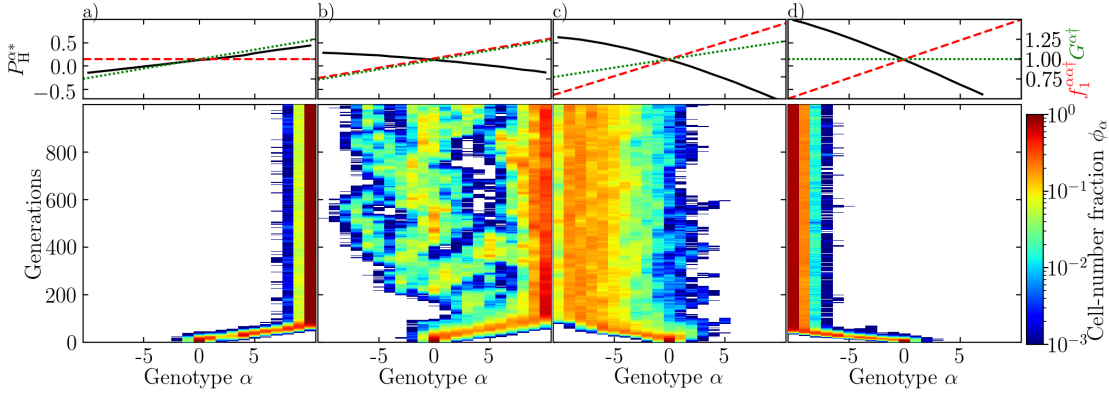 a) b) c) d)
0.5
0.0
−0.5
P_H^{α*}
1.25
1.00
0.75
f_1^{αα†} G^{α†}
800
600
400
200
0
Generations
-5 0 5 -5 0 5 -5 0 5 -5 0 5
Genotype α Genotype α Genotype α Genotype α
10^0
10^{−1}
10^{−2}
10^{−3}
Cell-number fraction ϕ_α